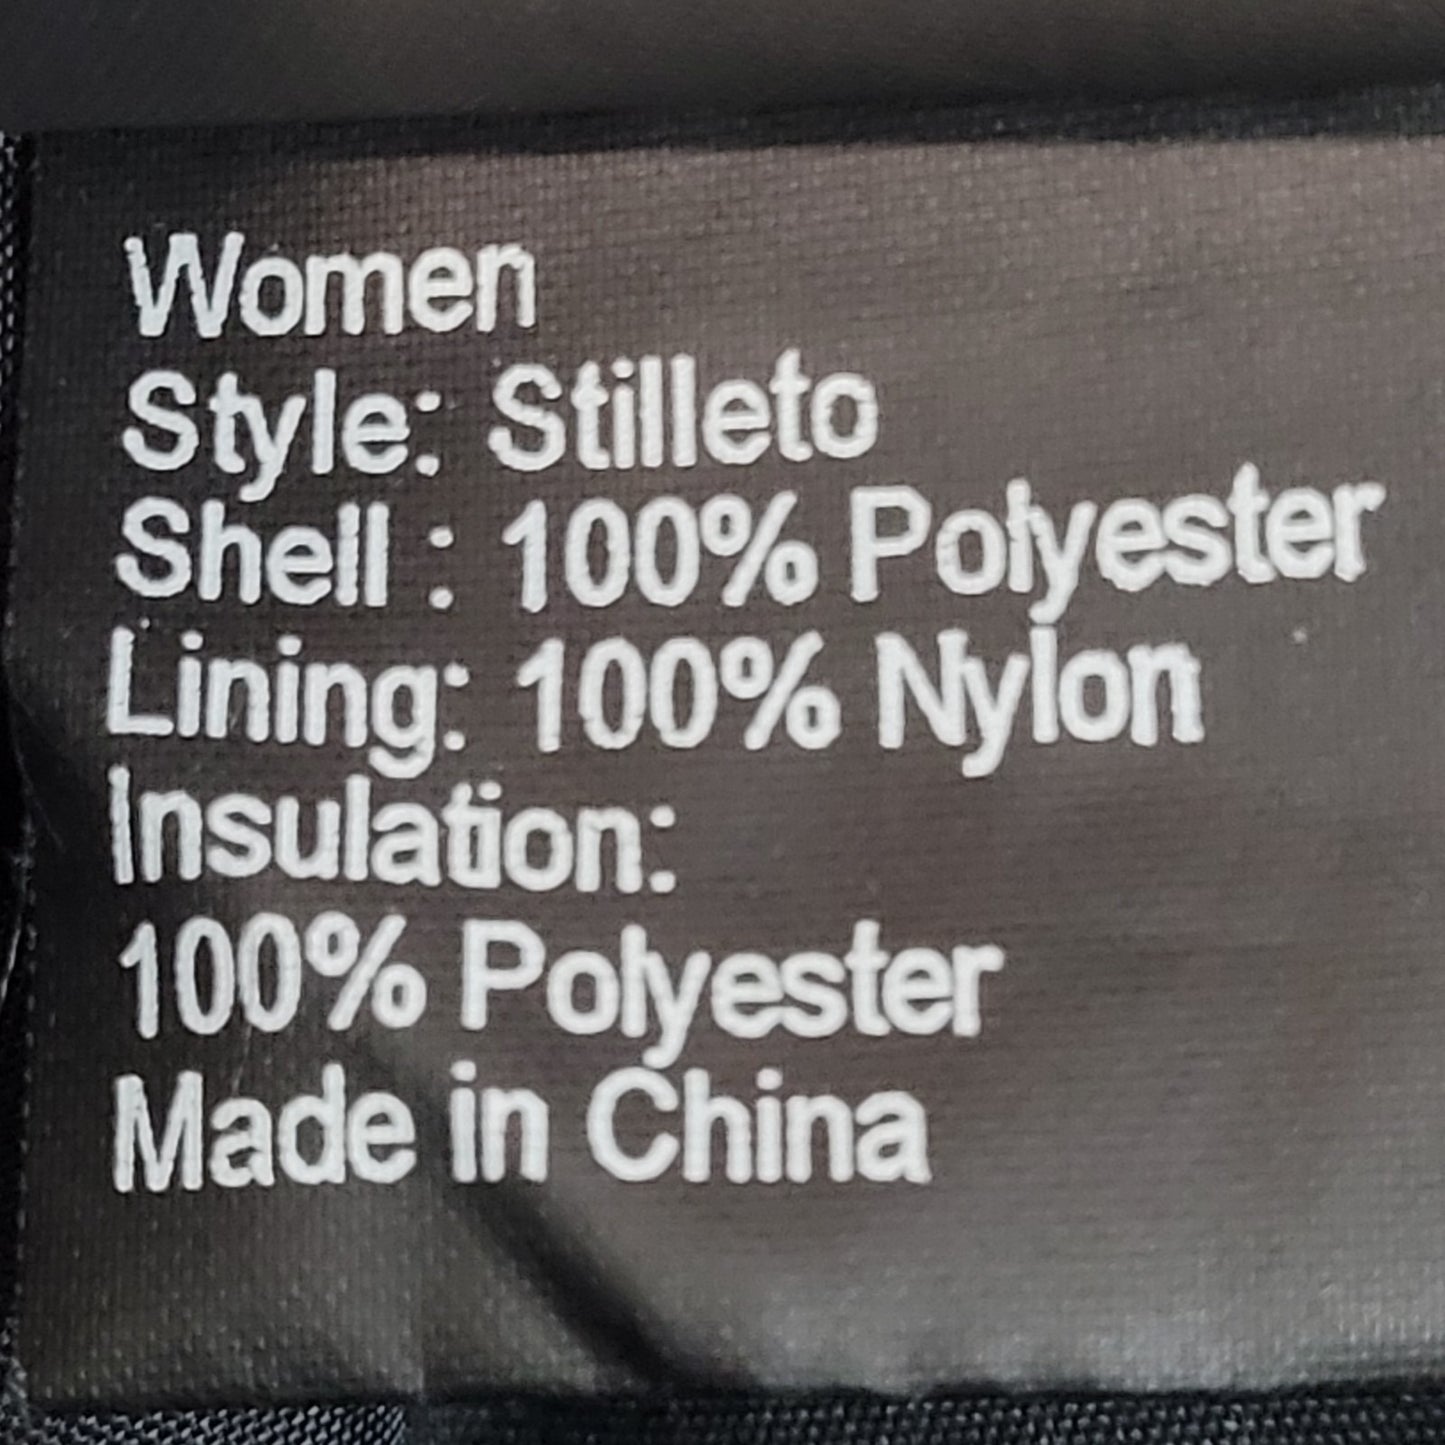 Women
Style: Stilleto
Shell : 100% Polyester
Lining: 100% Nylon
Insulation:
100% Polyester
Made in China